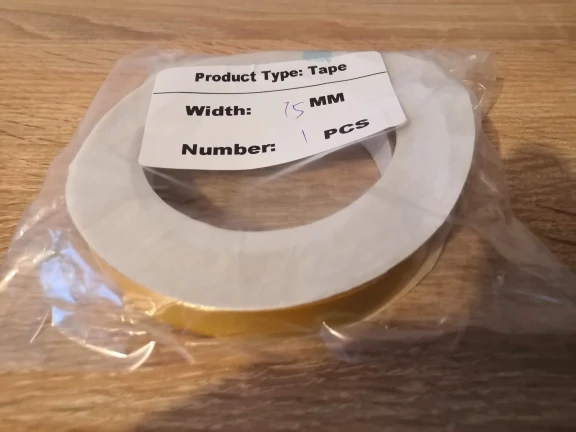 Product Type: Tape
Width: 15 MM
Number: 1 PCS